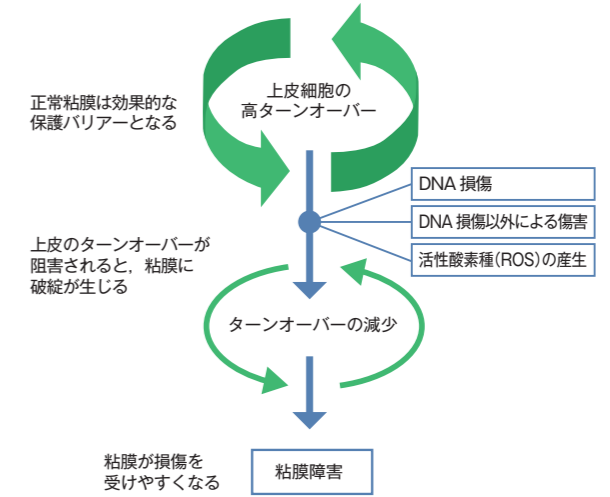 上皮細胞の
高ターンオーバー
正常粘膜は効果的な
保護バリアーとなる
DNA 損傷
DNA 損傷以外による傷害
活性酸素種（ROS）の産生
上皮のターンオーバーが
阻害されると，粘膜に
破綻が生じる
ターンオーバーの減少
粘膜が損傷を
受けやすくなる
粘膜障害